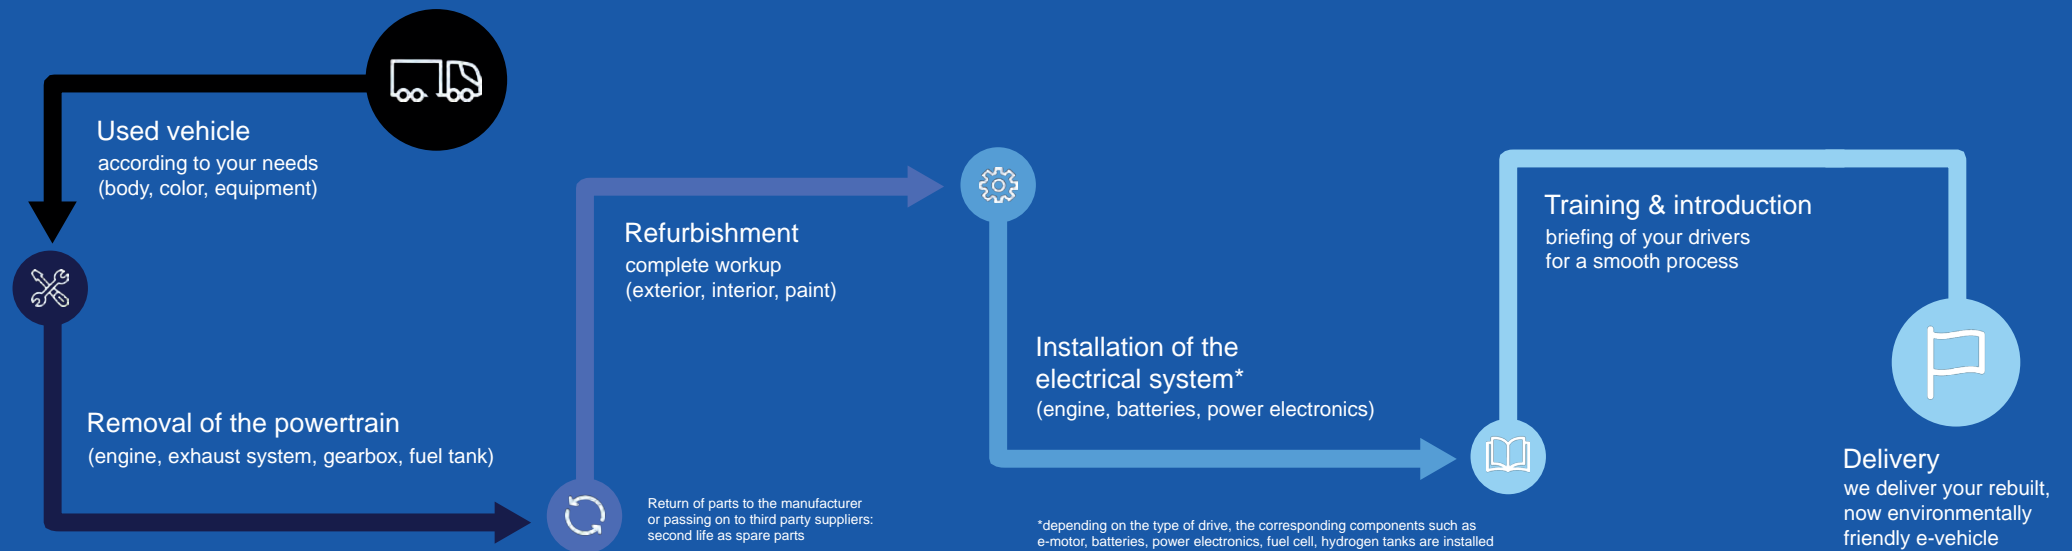 Used vehicle
according to your needs
(body, color, equipment)
Removal of the powertrain
(engine, exhaust system, gearbox, fuel tank)
Return of parts to the manufacturer
or passing on to third party suppliers:
second life as spare parts
Refurbishment
complete workup
(exterior, interior, paint)
Installation of the
electrical system*
(engine, batteries, power electronics)
*depending on the type of drive, the corresponding components such as
e-motor, batteries, power electronics, fuel cell, hydrogen tanks are installed
Training & introduction
briefing of your drivers
for a smooth process
Delivery
we deliver your rebuilt,
now environmentally
friendly e-vehicle